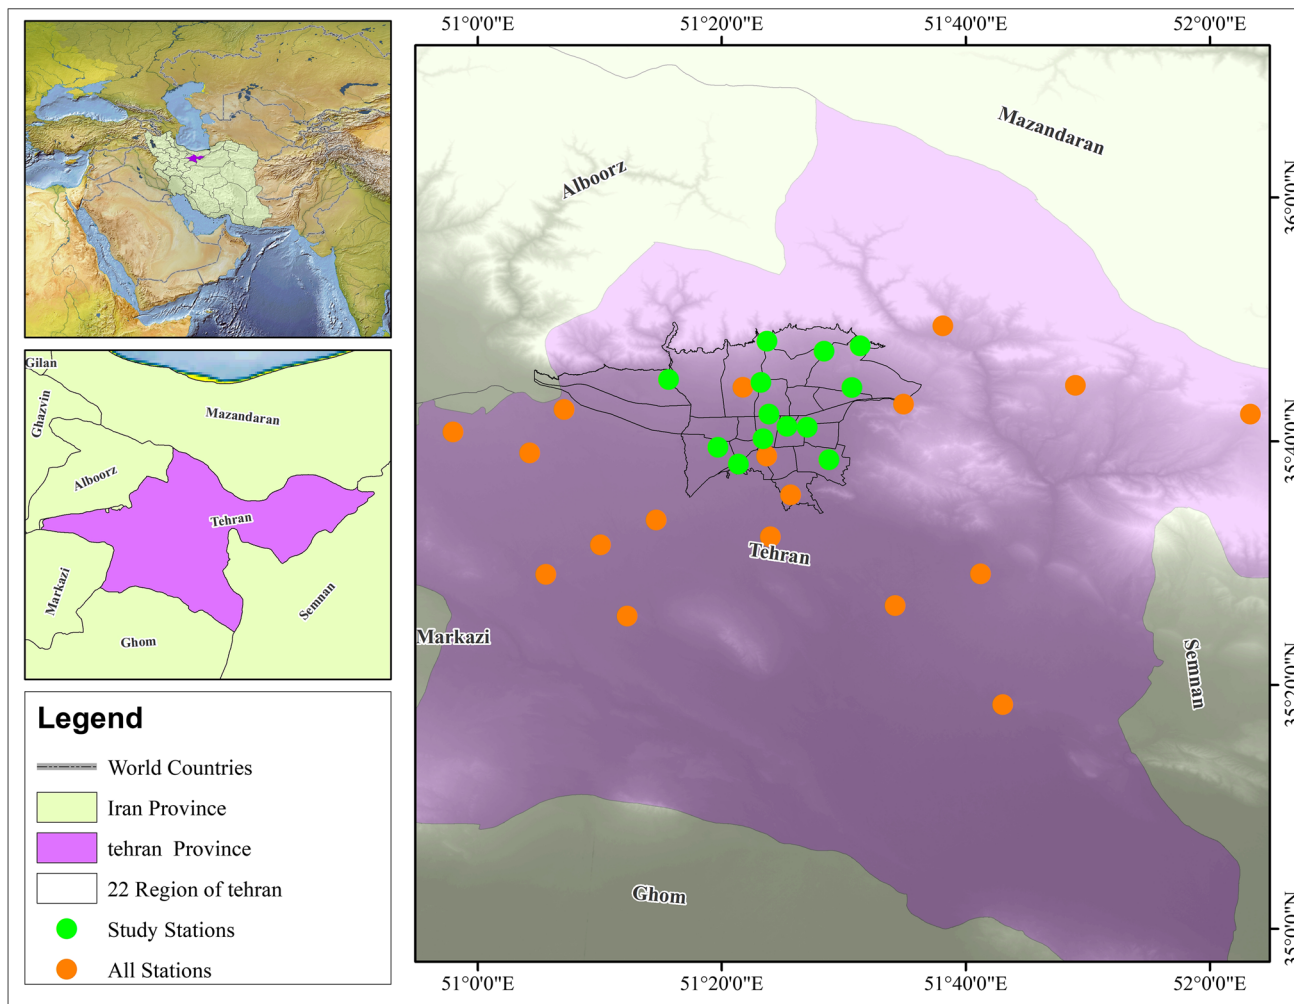 51°0'0"E
51°20'0"E
51°40'0"E
52°0'0"E
Mazandaran
Alboorz
36°0'0"N
35°40'0"N
35°20'0"N
35°0'0"N
Tehran
Markazi
Semnan
Ghom
51°0'0"E
51°20'0"E
51°40'0"E
52°0'0"E
Gilan
Ghazvin
Mazandaran
Alboorz
Tehran
Markazi
Semnan
Ghom
Legend
World Countries
Iran Province
tehran Province
22 Region of tehran
Study Stations
All Stations